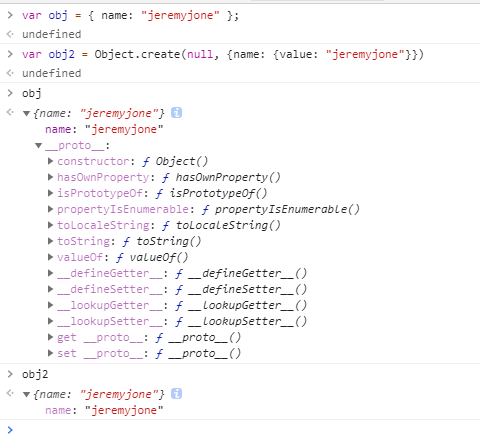 > var obj = { name: "jeremyjone" };
undefined
> var obj2 = Object.create(null, {name: {value: "jeremyjone"}})
undefined
> obj
▼{name: "jeremyjone"} i
name: "jeremyjone"
▼__proto__:
▶constructor: ƒ Object()
▶hasOwnProperty: ƒ hasOwnProperty()
▶isPrototypeOf: ƒ isPrototypeOf()
▶propertyIsEnumerable: ƒ propertyIsEnumerable()
▶toLocaleString: ƒ toLocaleString()
▶toString: ƒ toString()
▶valueOf: ƒ valueOf()
▶__defineGetter__: ƒ __defineGetter__()
▶__defineSetter__: ƒ __defineSetter__()
▶__lookupGetter__: ƒ __lookupGetter__()
▶__lookupSetter__: ƒ __lookupSetter__()
▶get __proto__: ƒ __proto__()
▶set __proto__: ƒ __proto__()
> obj2
▼{name: "jeremyjone"} i
name: "jeremyjone"
>